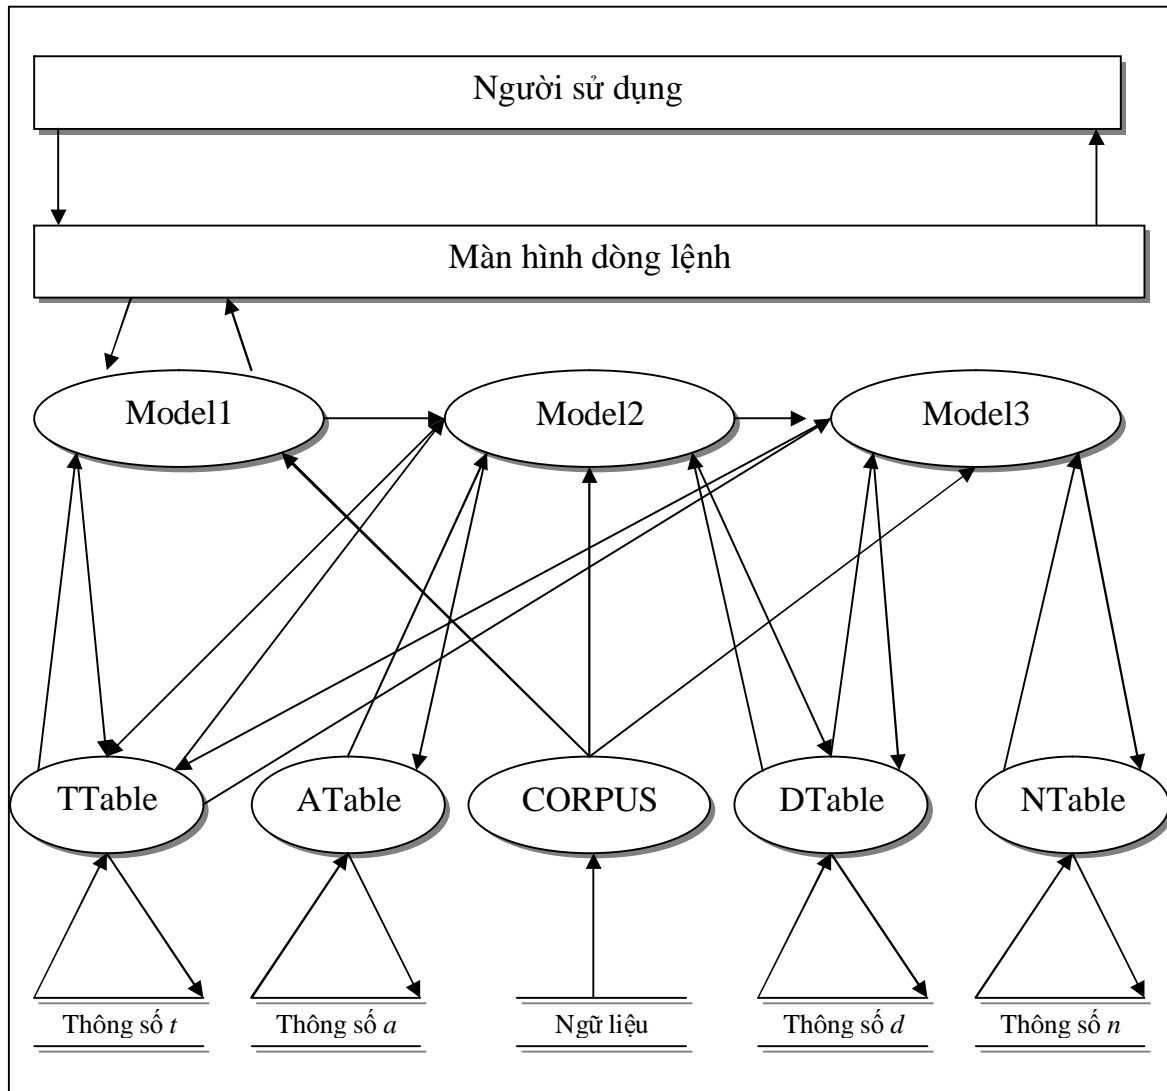 Người sử dụng
Màn hình dòng lệnh
Model1
Model2
Model3
TTable
ATable
CORPUS
DTable
NTable
Thông số t
Thông số a
Ngữ liệu
Thông số d
Thông số n